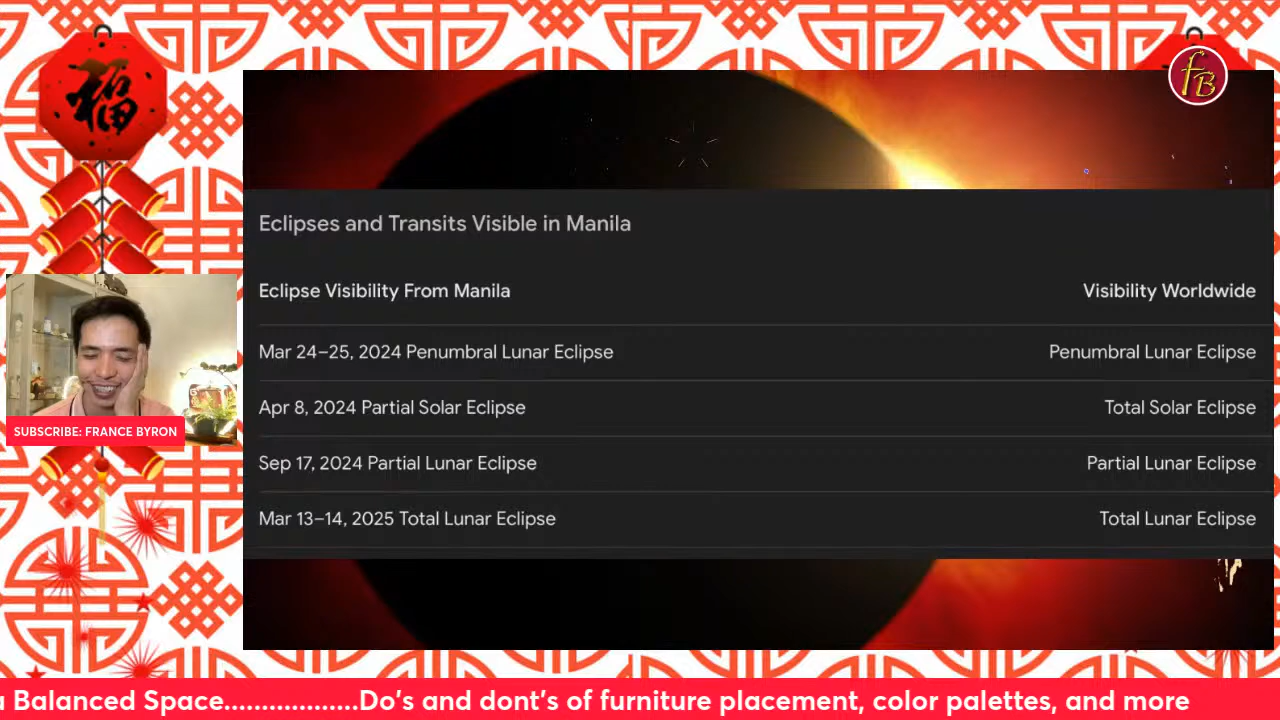 福
fB
Eclipses and Transits Visible in Manila
Eclipse Visibility From Manila Visibility Worldwide
Mar 24–25, 2024 Penumbral Lunar Eclipse Penumbral Lunar Eclipse
Apr 8, 2024 Partial Solar Eclipse Total Solar Eclipse
Sep 17, 2024 Partial Lunar Eclipse Partial Lunar Eclipse
Mar 13–14, 2025 Total Lunar Eclipse Total Lunar Eclipse
SUBSCRIBE: FRANCE BYRON
a Balanced Space..................Do's and dont's of furniture placement, color palettes, and more